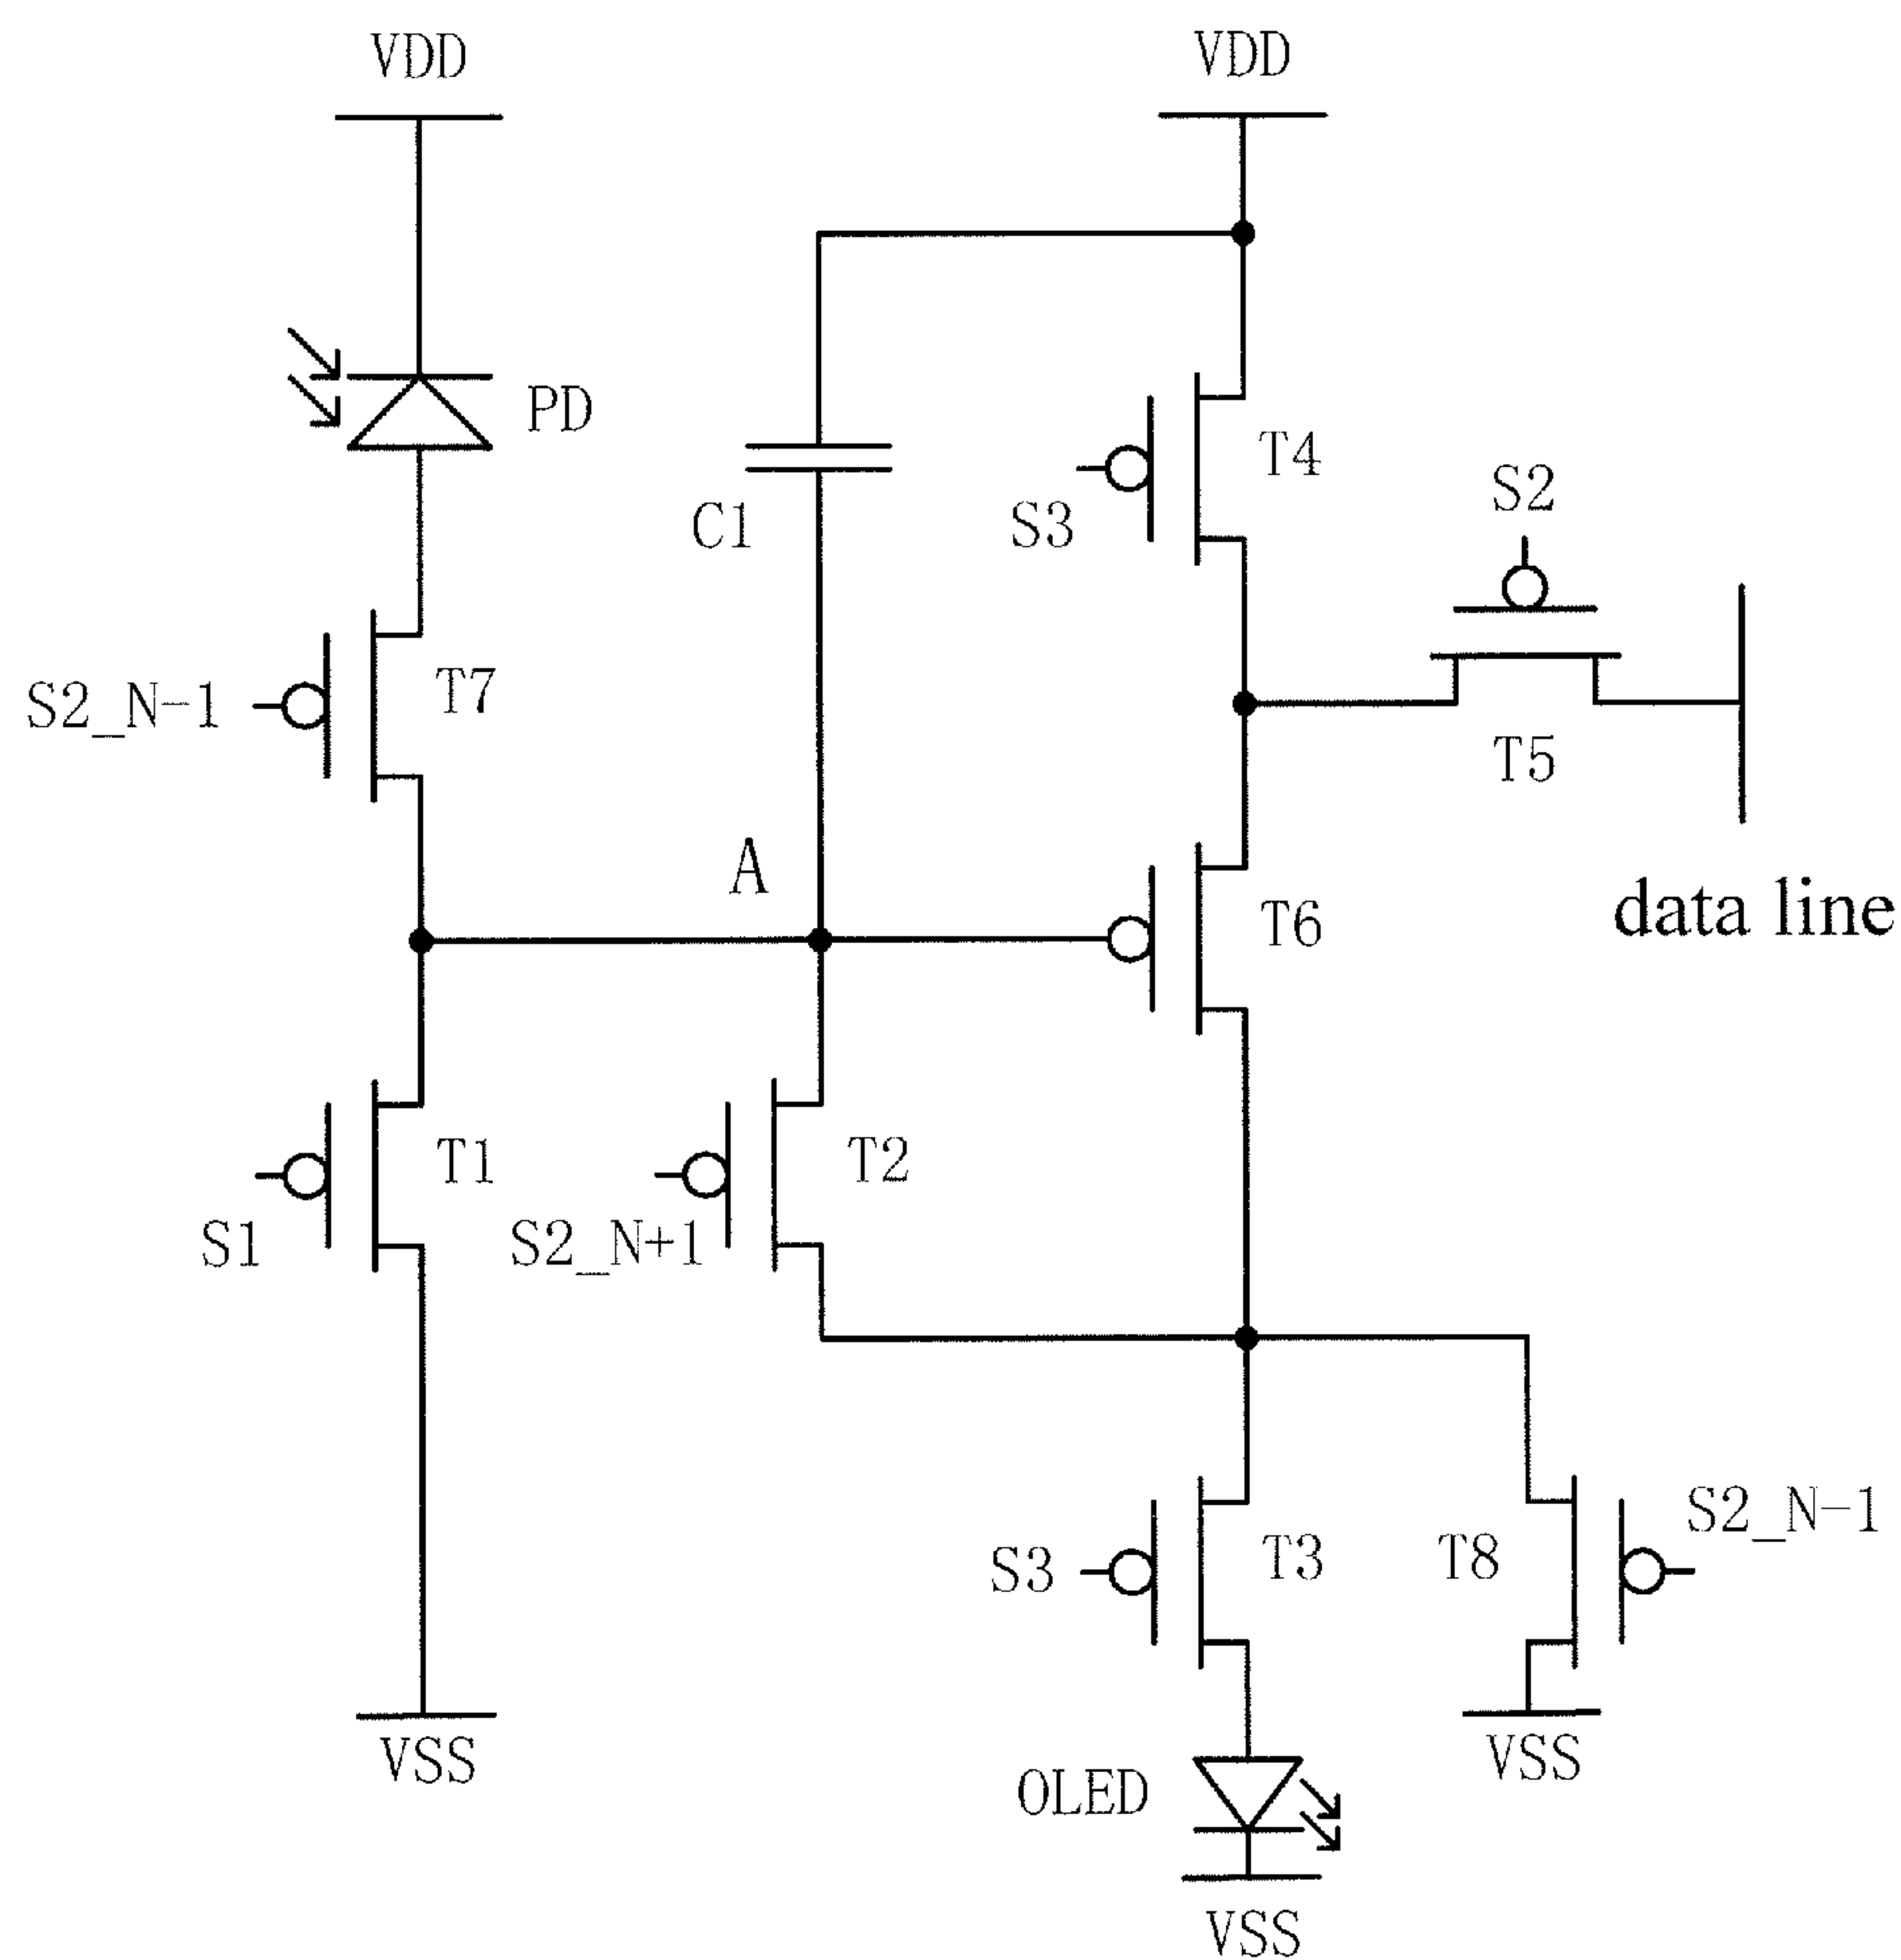 VDD
VDD
PD
T4
C1
S3
S2
T7
S2_N-1
T5
A
T6
data line
T1
T2
S1
S2_N+1
S2_N-1
S3
T3
T8
VSS
VSS
OLED
VSS